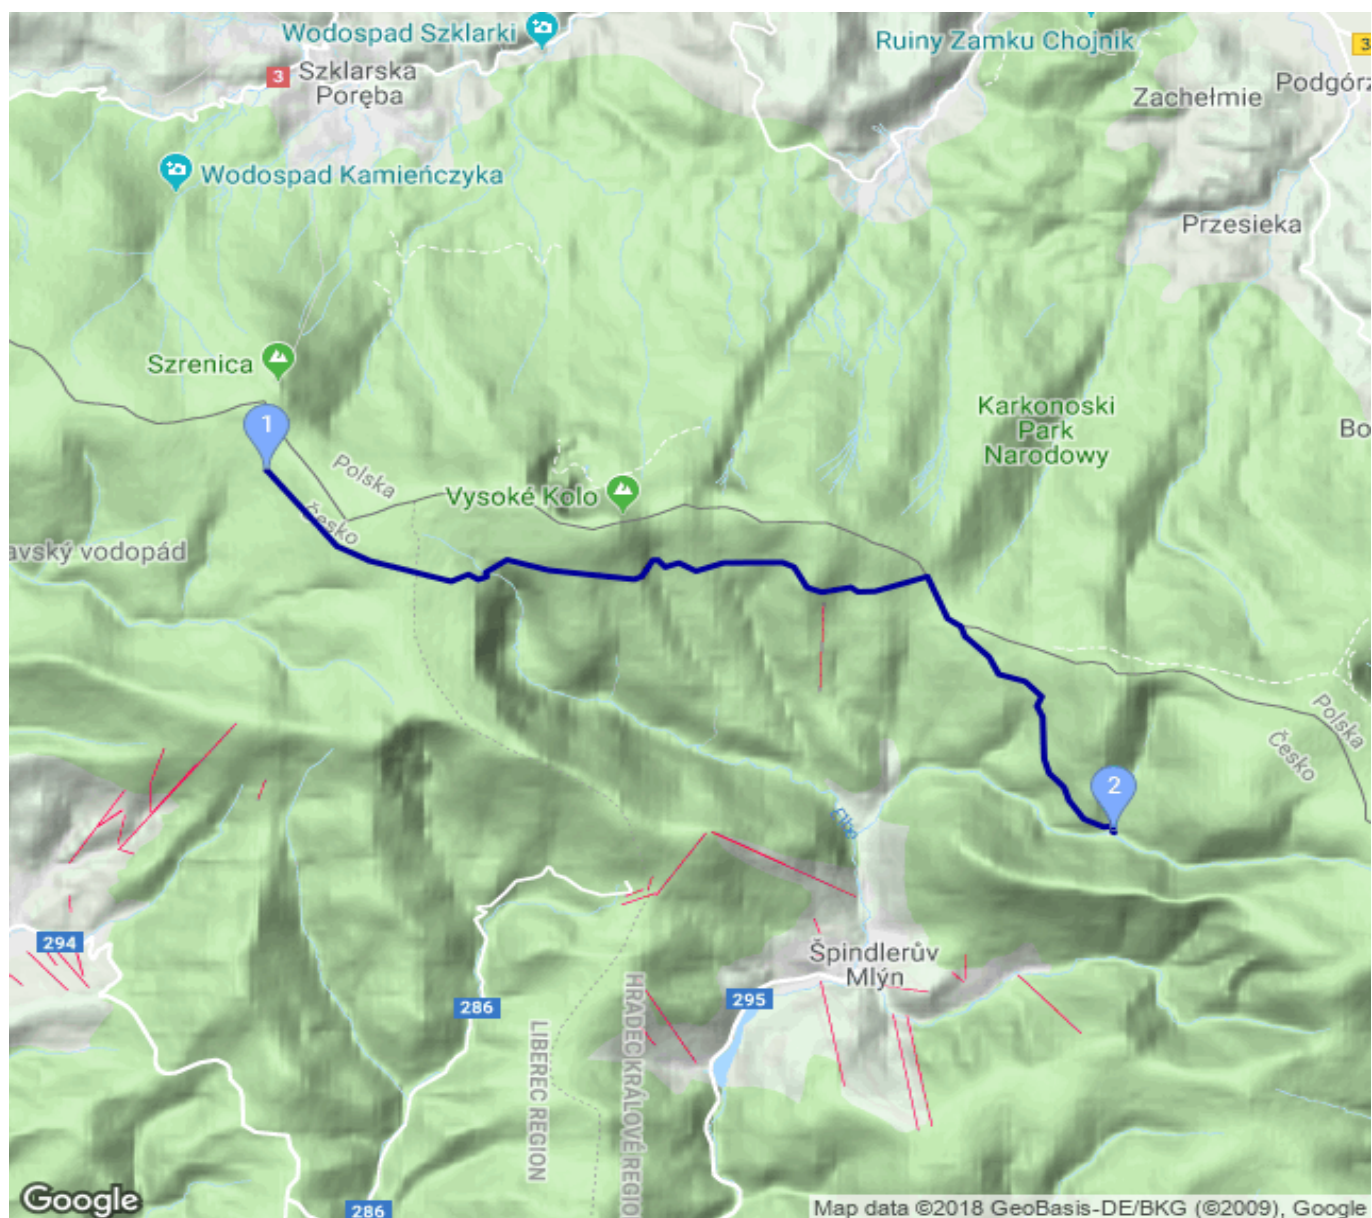 Wodospad Szklarki
Ruiny Zamku Chojnik
3
3
Szklarska
Poręba
Podgórz
Zachełmie
Wodospad Kamieńczyka
Przesieka
Szrenica
1
Karkonoski
Park
Narodowy
Bo
Polska
Vysoké Kolo
Česko
avský vodopád
Polska
Česko
2
Elbe
294
Špindlerův
Mlýn
286
295
HRADEC KRÁLOVÉ REGIO
LIBEREC REGION
Google
286
Map data ©2018 GeoBasis-DE/BKG (©2009), Google